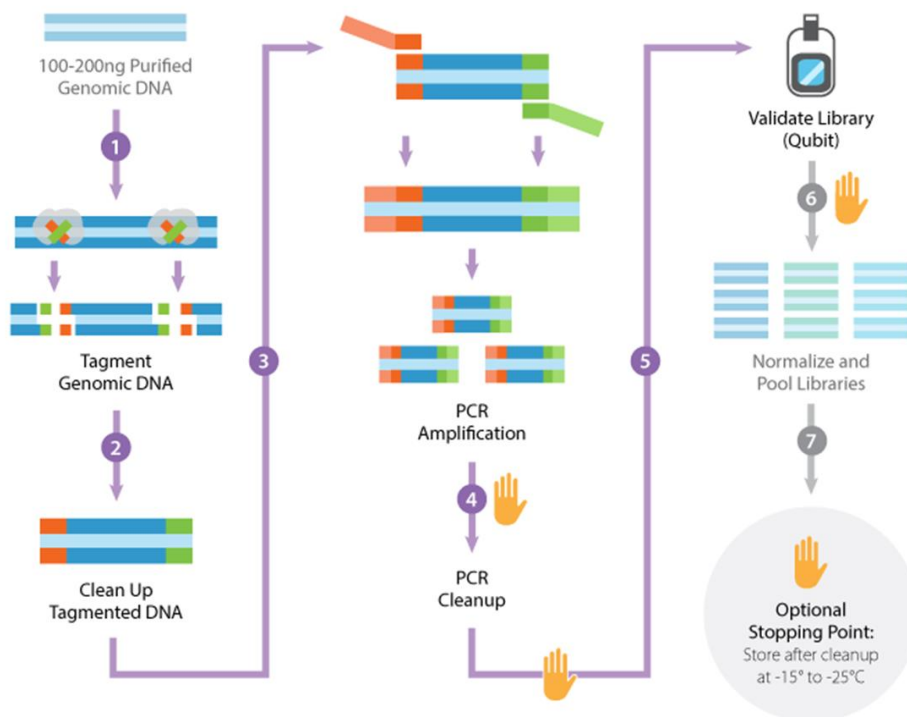 100-200ng Purified
Genomic DNA
1
Tagment
Genomic DNA
2
Clean Up
Tagmented DNA
3
PCR
Amplification
4
PCR
Cleanup
5
Validate Library
(Qubit)
6
Normalize and
Pool Libraries
7
Optional
Stopping Point:
Store after cleanup
at -15° to -25°C